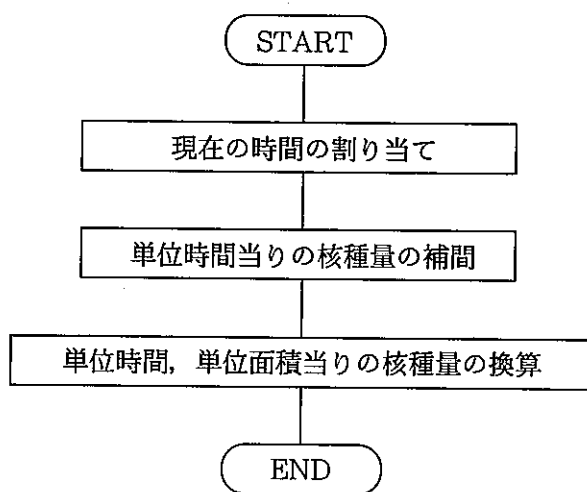 START
現在の時間の割り当て
単位時間当りの核種量の補間
単位時間，単位面積当りの核種量の換算
END